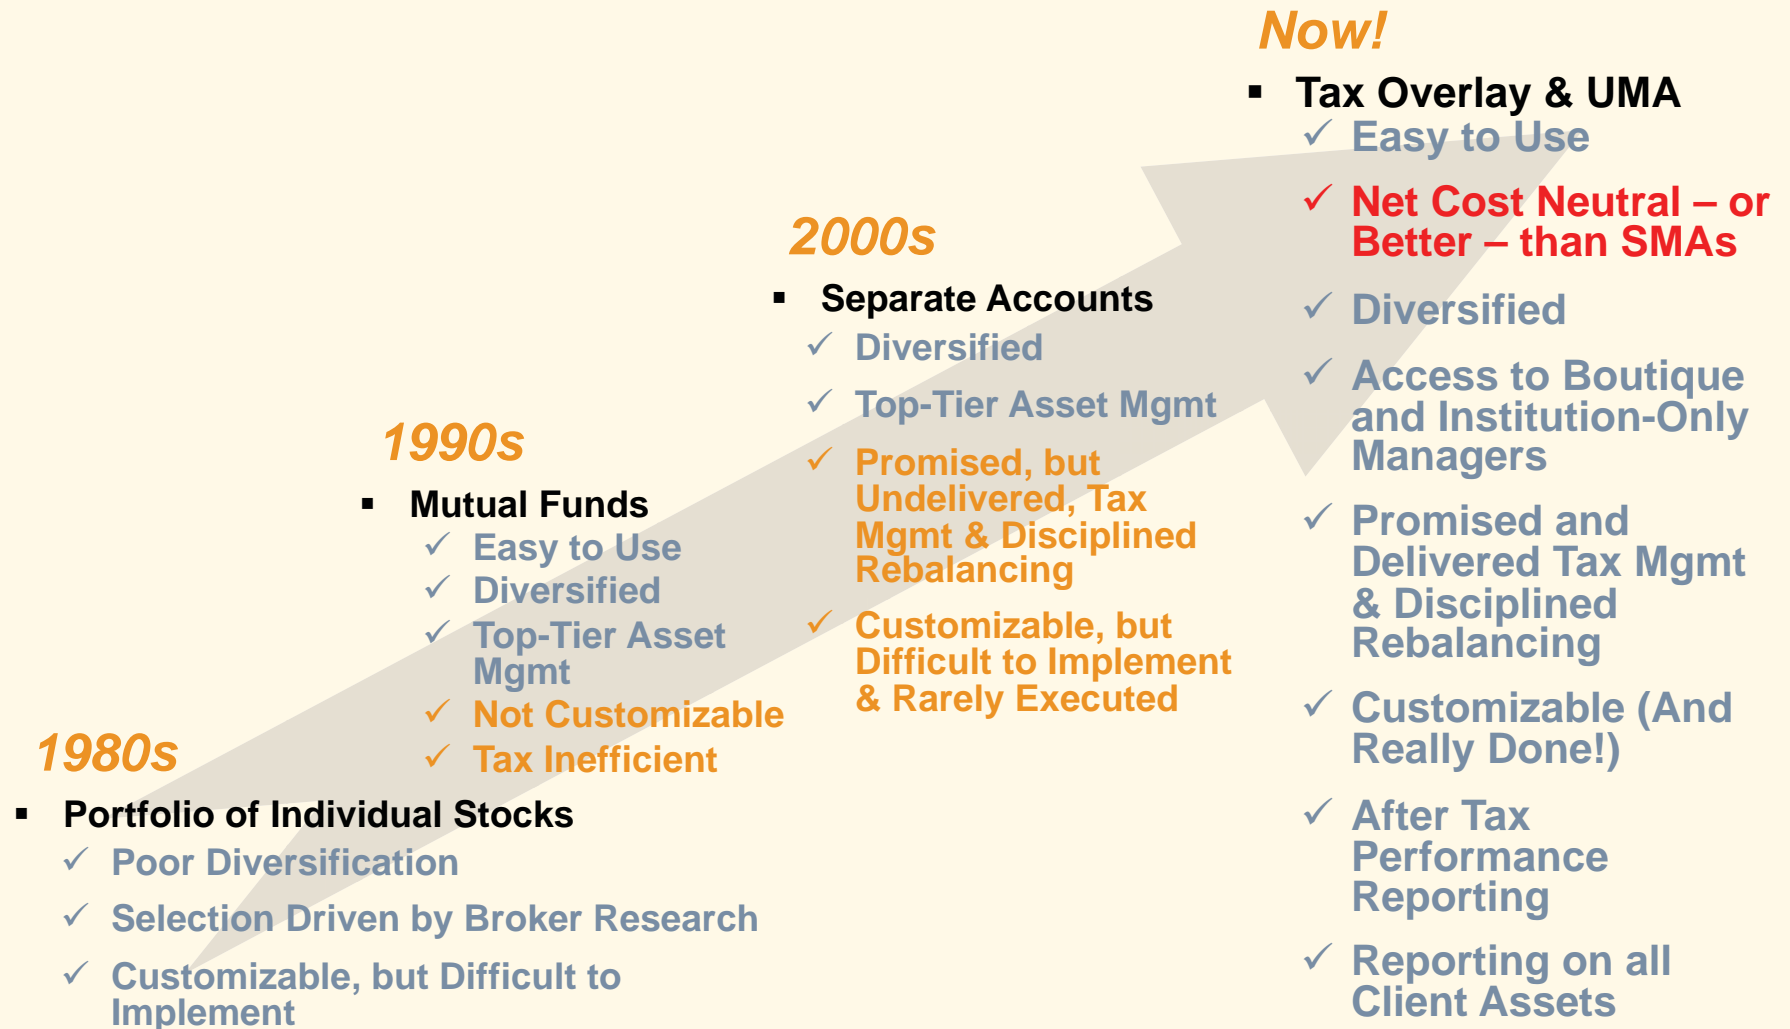 Now!
▪ Tax Overlay & UMA
✓ Easy to Use
✓ Net Cost Neutral – or
Better – than SMAs
✓ Diversified
✓ Access to Boutique
and Institution-Only
Managers
✓ Promised and
Delivered Tax Mgmt
& Disciplined
Rebalancing
✓ Customizable (And
Really Done!)
✓ After Tax
Performance
Reporting
✓ Reporting on all
Client Assets
2000s
▪ Separate Accounts
✓ Diversified
✓ Top-Tier Asset Mgmt
✓ Promised, but
Undelivered, Tax
Mgmt & Disciplined
Rebalancing
✓ Customizable, but
Difficult to Implement
& Rarely Executed
1990s
▪ Mutual Funds
✓ Easy to Use
✓ Diversified
✓ Top-Tier Asset
Mgmt
✓ Not Customizable
✓ Tax Inefficient
1980s
▪ Portfolio of Individual Stocks
✓ Poor Diversification
✓ Selection Driven by Broker Research
✓ Customizable, but Difficult to
Implement